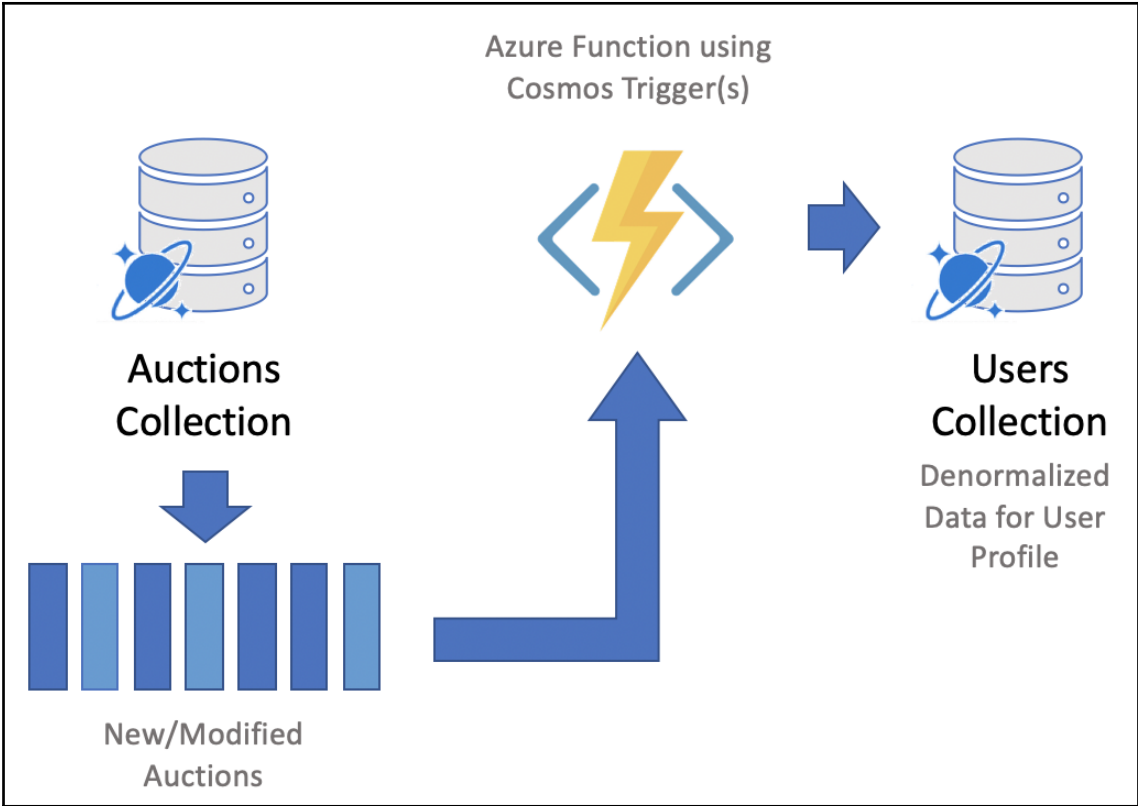 Azure Function using
Cosmos Trigger(s)
Auctions
Collection
Users
Collection
Denormalized
Data for User
Profile
New/Modified
Auctions